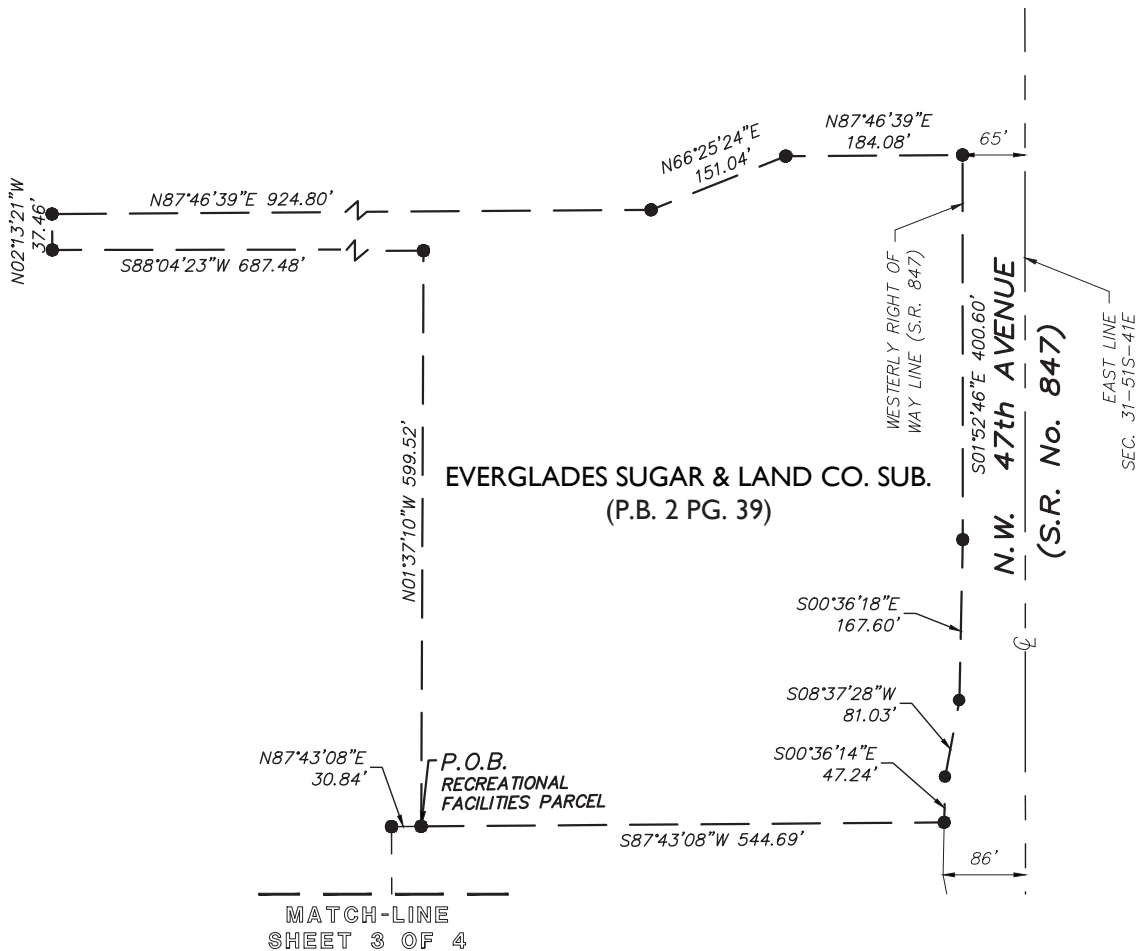 N87°46'39"E
184.08'
65'
N66°25'24"E
151.04'
N87°46'39"E 924.80'
N02°13'21"W
37.46'
S88°04'23"W 687.48'
WESTERLY RIGHT OF
WAY LINE (S.R. 847)
S01°52'46"E 400.60'
N.W. 47th AVENUE
(S.R. No. 847)
EAST LINE
SEC. 31-51S-41E
N01°37'10"W 599.52'
EVERGLADES SUGAR & LAND CO. SUB.
(P.B. 2 PG. 39)
S00°36'18"E
167.60'
℄
S08°37'28"W
81.03'
S00°36'14"E
47.24'
N87°43'08"E
30.84'
P.O.B.
RECREATIONAL
FACILITIES PARCEL
S87°43'08"W 544.69'
86'
MATCH-LINE
SHEET 3 OF 4